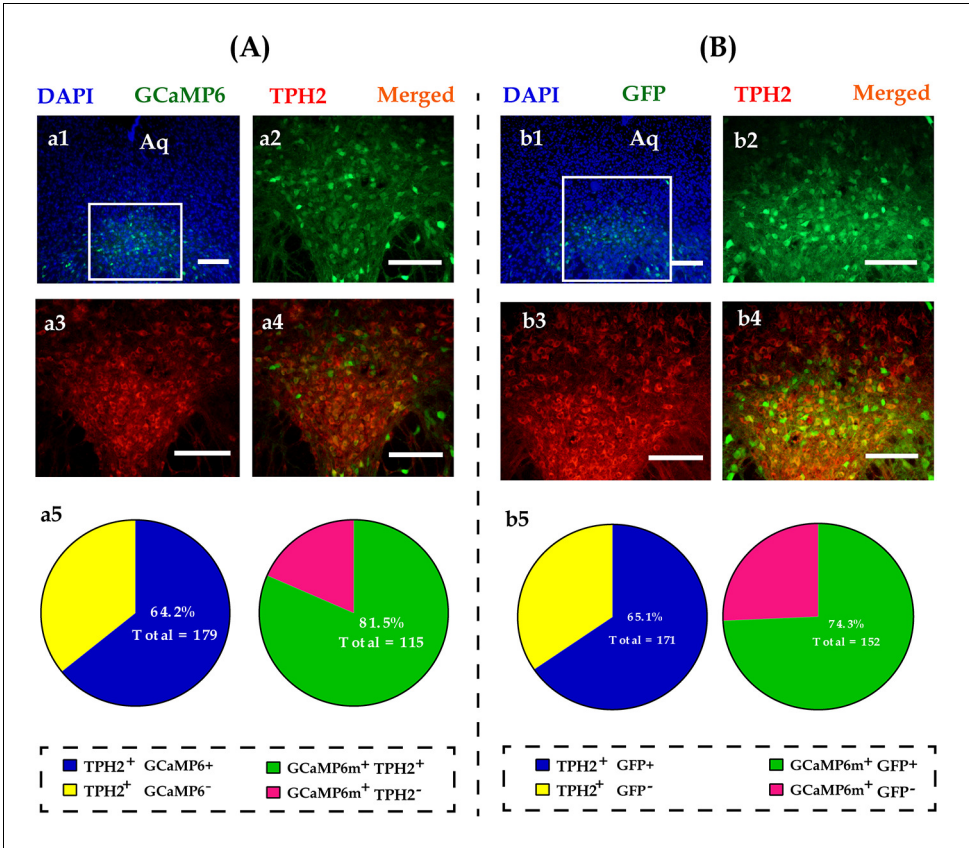 (A)
DAPI GCaMP6 TPH2 Merged
a1
Aq
a2
a3
a4
a5
64.2%
Total = 179
81.5%
Total = 115
TPH2+ GCaMP6+
TPH2+ GCaMP6-
GCaMP6m+ TPH2+
GCaMP6m+ TPH2-
(B)
DAPI GFP TPH2 Merged
b1
Aq
b2
b3
b4
b5
65.1%
Total = 171
74.3%
Total = 152
TPH2+ GFP+
TPH2+ GFP-
GCaMP6m+ GFP+
GCaMP6m+ GFP-